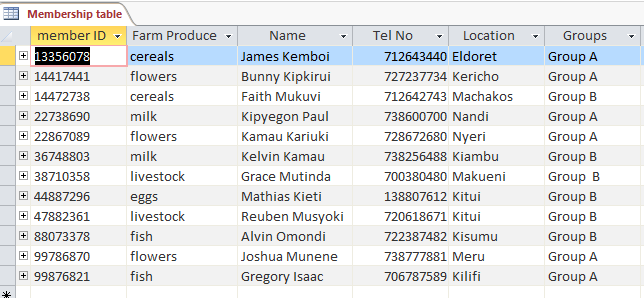 Membership table
member ID Farm Produce Name Tel No Location Groups
13356078 cereals James Kemboi 712643440 Eldoret Group A
14417441 flowers Bunny Kipkirui 727237734 Kericho Group A
14472738 cereals Faith Mukuvi 712642743 Machakos Group B
22738690 milk Kipyegon Paul 738600700 Nandi Group A
22867089 flowers Kamau Kariuki 728672680 Nyeri Group A
36748803 milk Kelvin Kamau 738256488 Kiambu Group B
38710358 livestock Grace Mutinda 700380480 Makueni Group B
44887296 eggs Mathias Kieti 138807612 Kitui Group B
47882361 livestock Reuben Musyoki 720618671 Kitui Group B
88073378 fish Alvin Omondi 722387482 Kisumu Group B
99786870 flowers Joshua Munene 738777881 Meru Group A
99876821 fish Gregory Isaac 706787589 Kilifi Group A